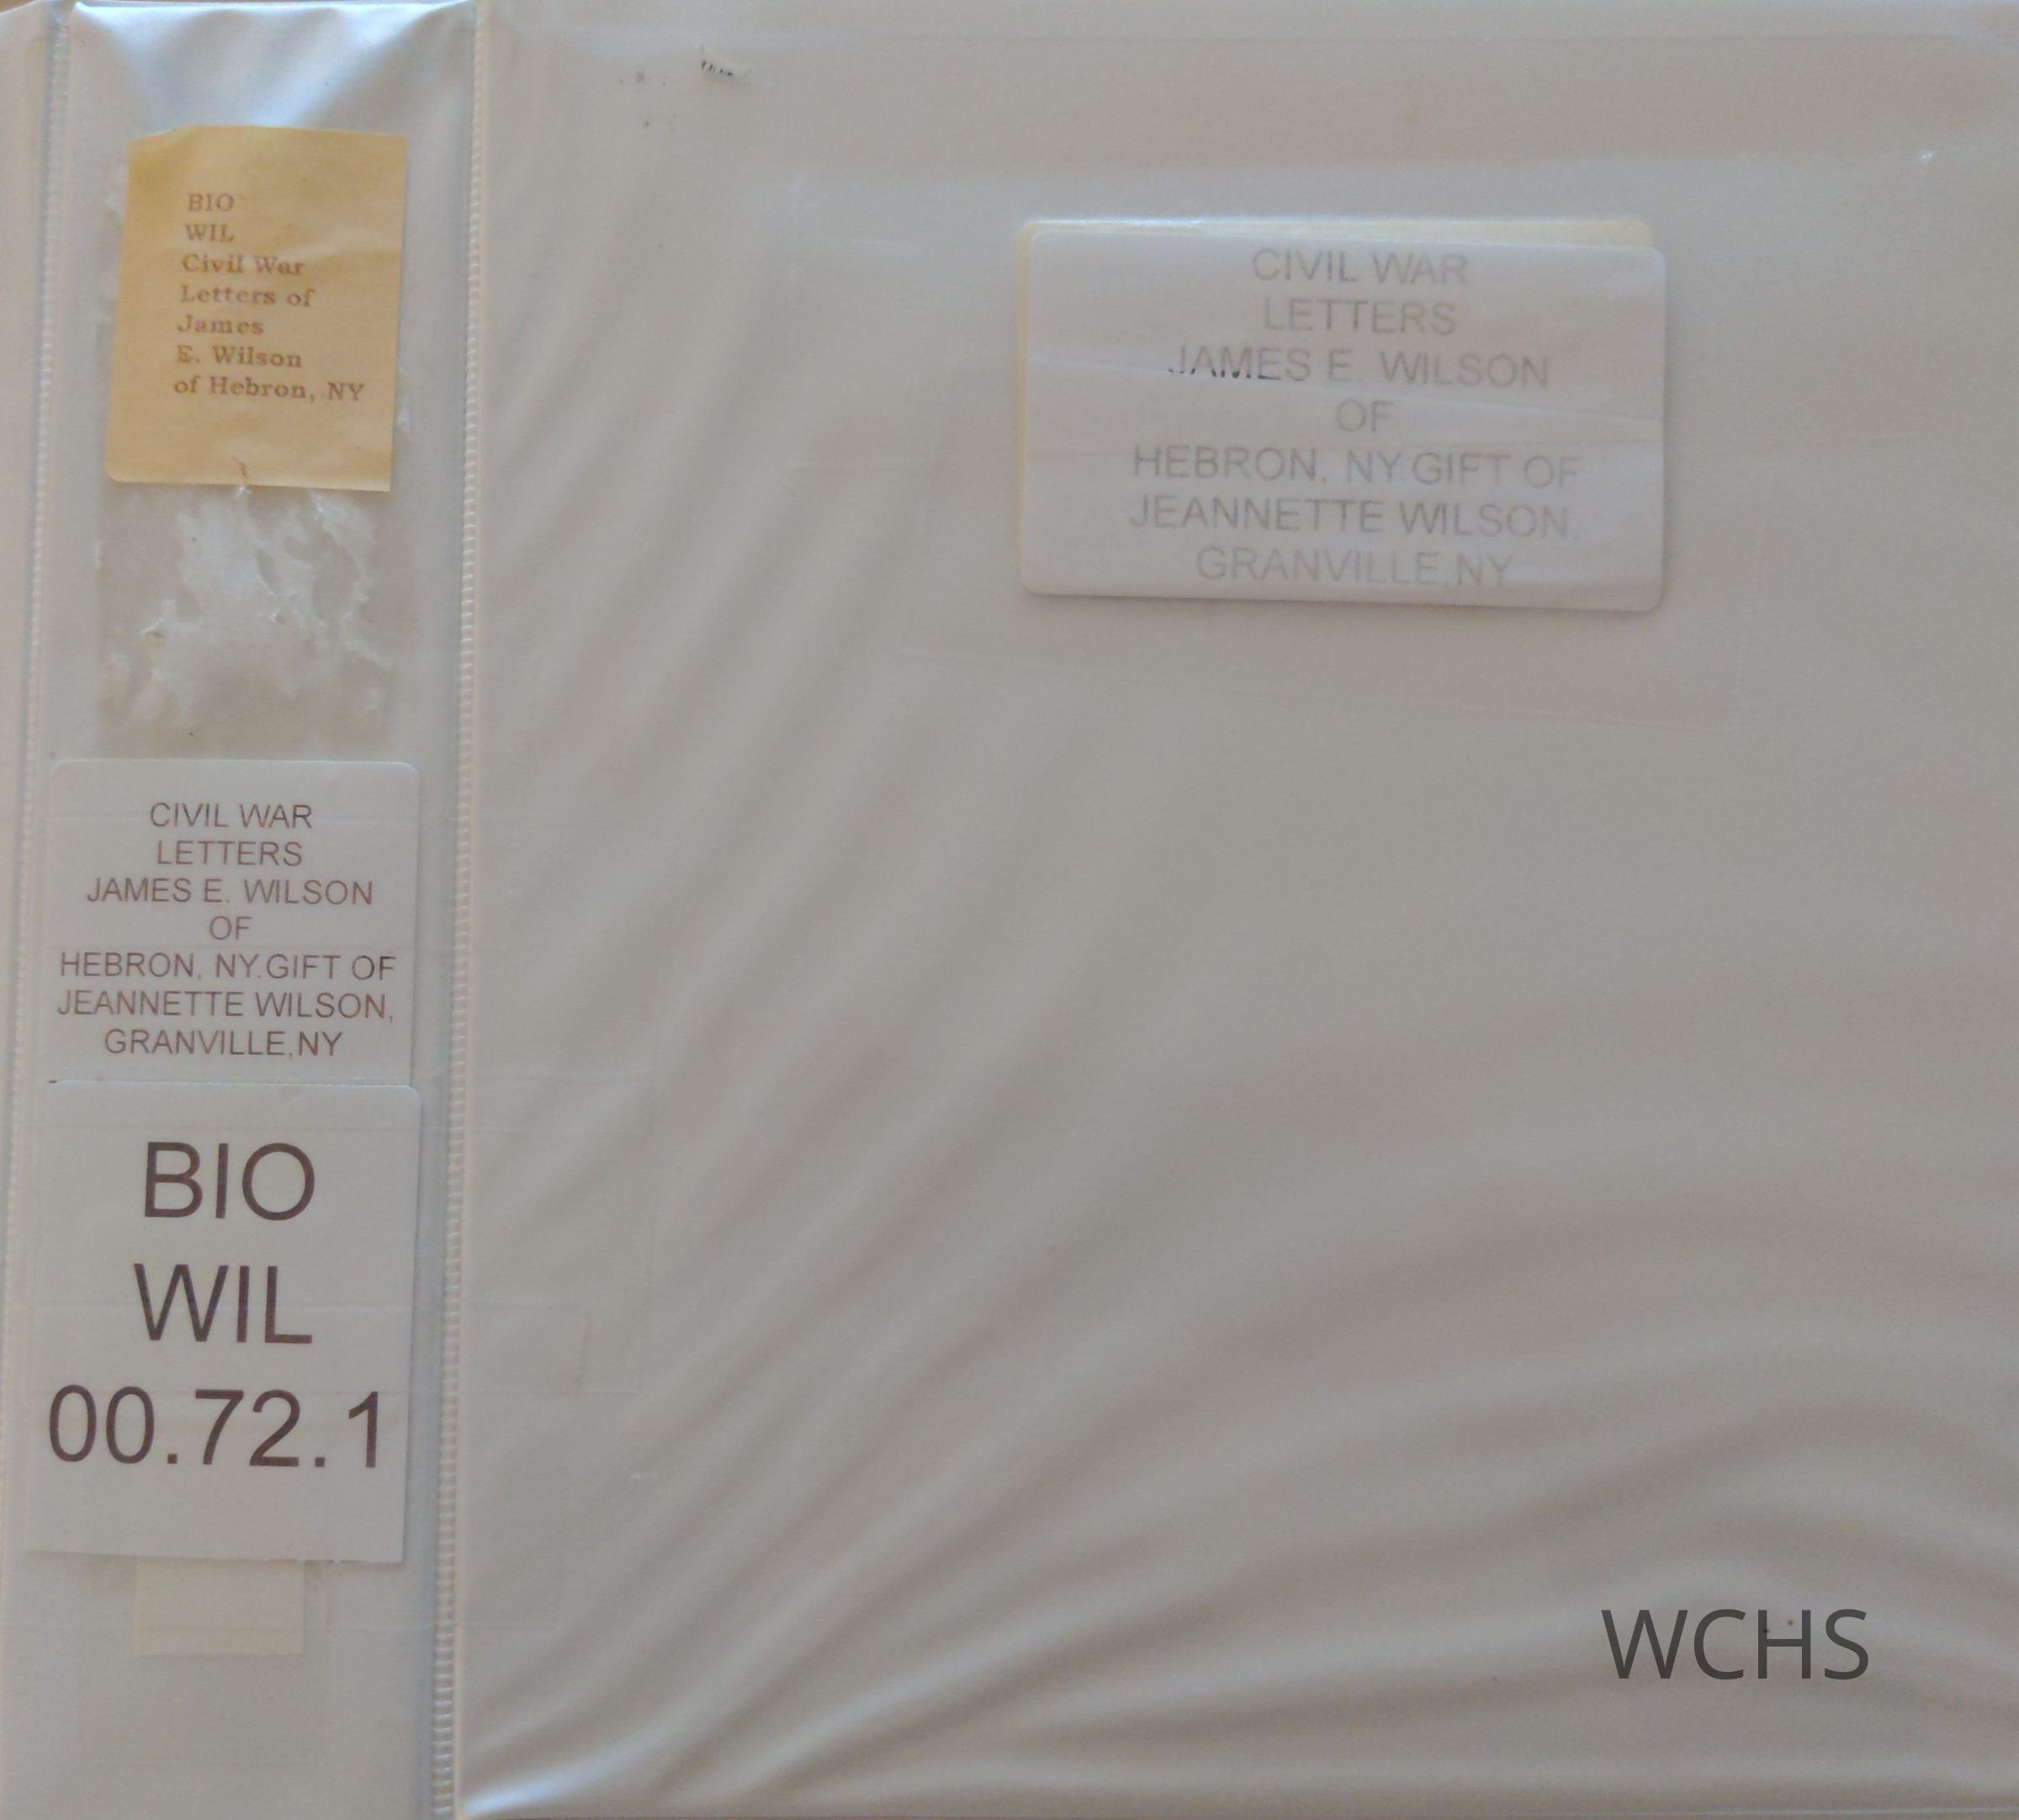 BIO
WIL
Civil War
Letters of
James
E. Wilson
of Hebron, NY
CIVIL WAR
LETTERS
JAMES E. WILSON
OF
HEBRON, NY.GIFT OF
JEANNETTE WILSON,
GRANVILLE,NY
BIO
WIL
00.72.1
CIVIL WAR
LETTERS
JAMES E. WILSON
OF
HEBRON, NY.GIFT OF
JEANNETTE WILSON,
GRANVILLE,NY
WCHS